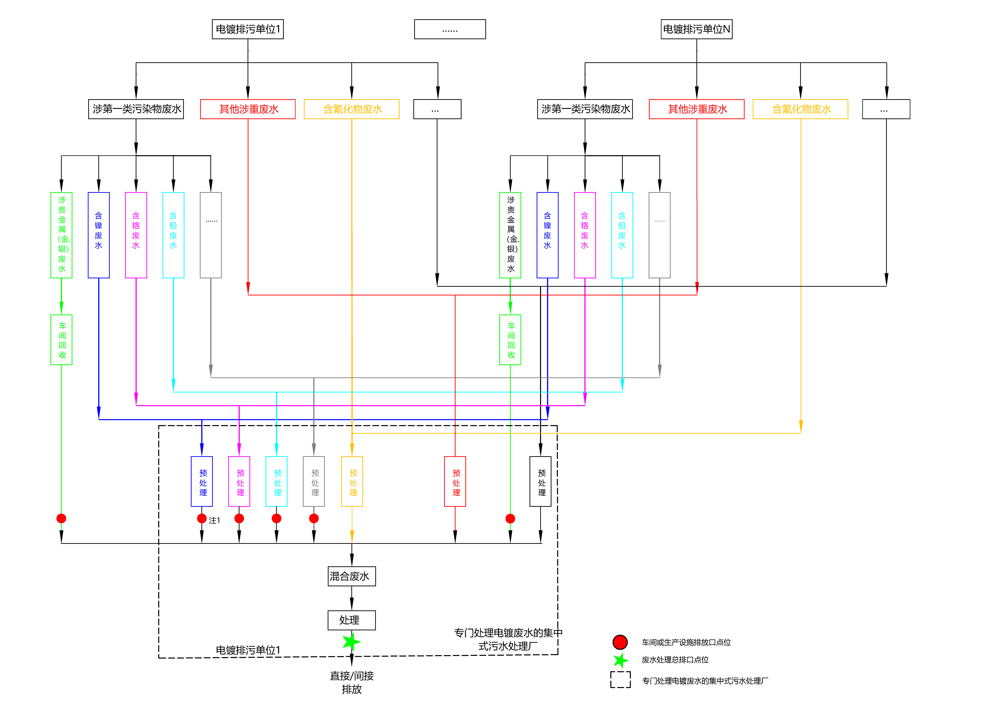 电镀排污单位1
……
电镀排污单位N
涉第一类污染物废水
其他涉重废水
含氰化物废水
...
涉第一类污染物废水
其他涉重废水
含氰化物废水
...
涉贵金属(金、银)废水
含镍废水
含铬废水
含铅废水
……
涉贵金属(金、银)废水
含镍废水
含铬废水
含铅废水
……
车间回收
车间回收
预处理
预处理
预处理
预处理
预处理
预处理
预处理
注1
混合废水
处理
专门处理电镀废水的集中
式污水处理厂
电镀排污单位1
直接/间接
排放
车间或生产设施排放口点位
废水处理总排口点位
专门处理电镀废水的集中式污水处理厂